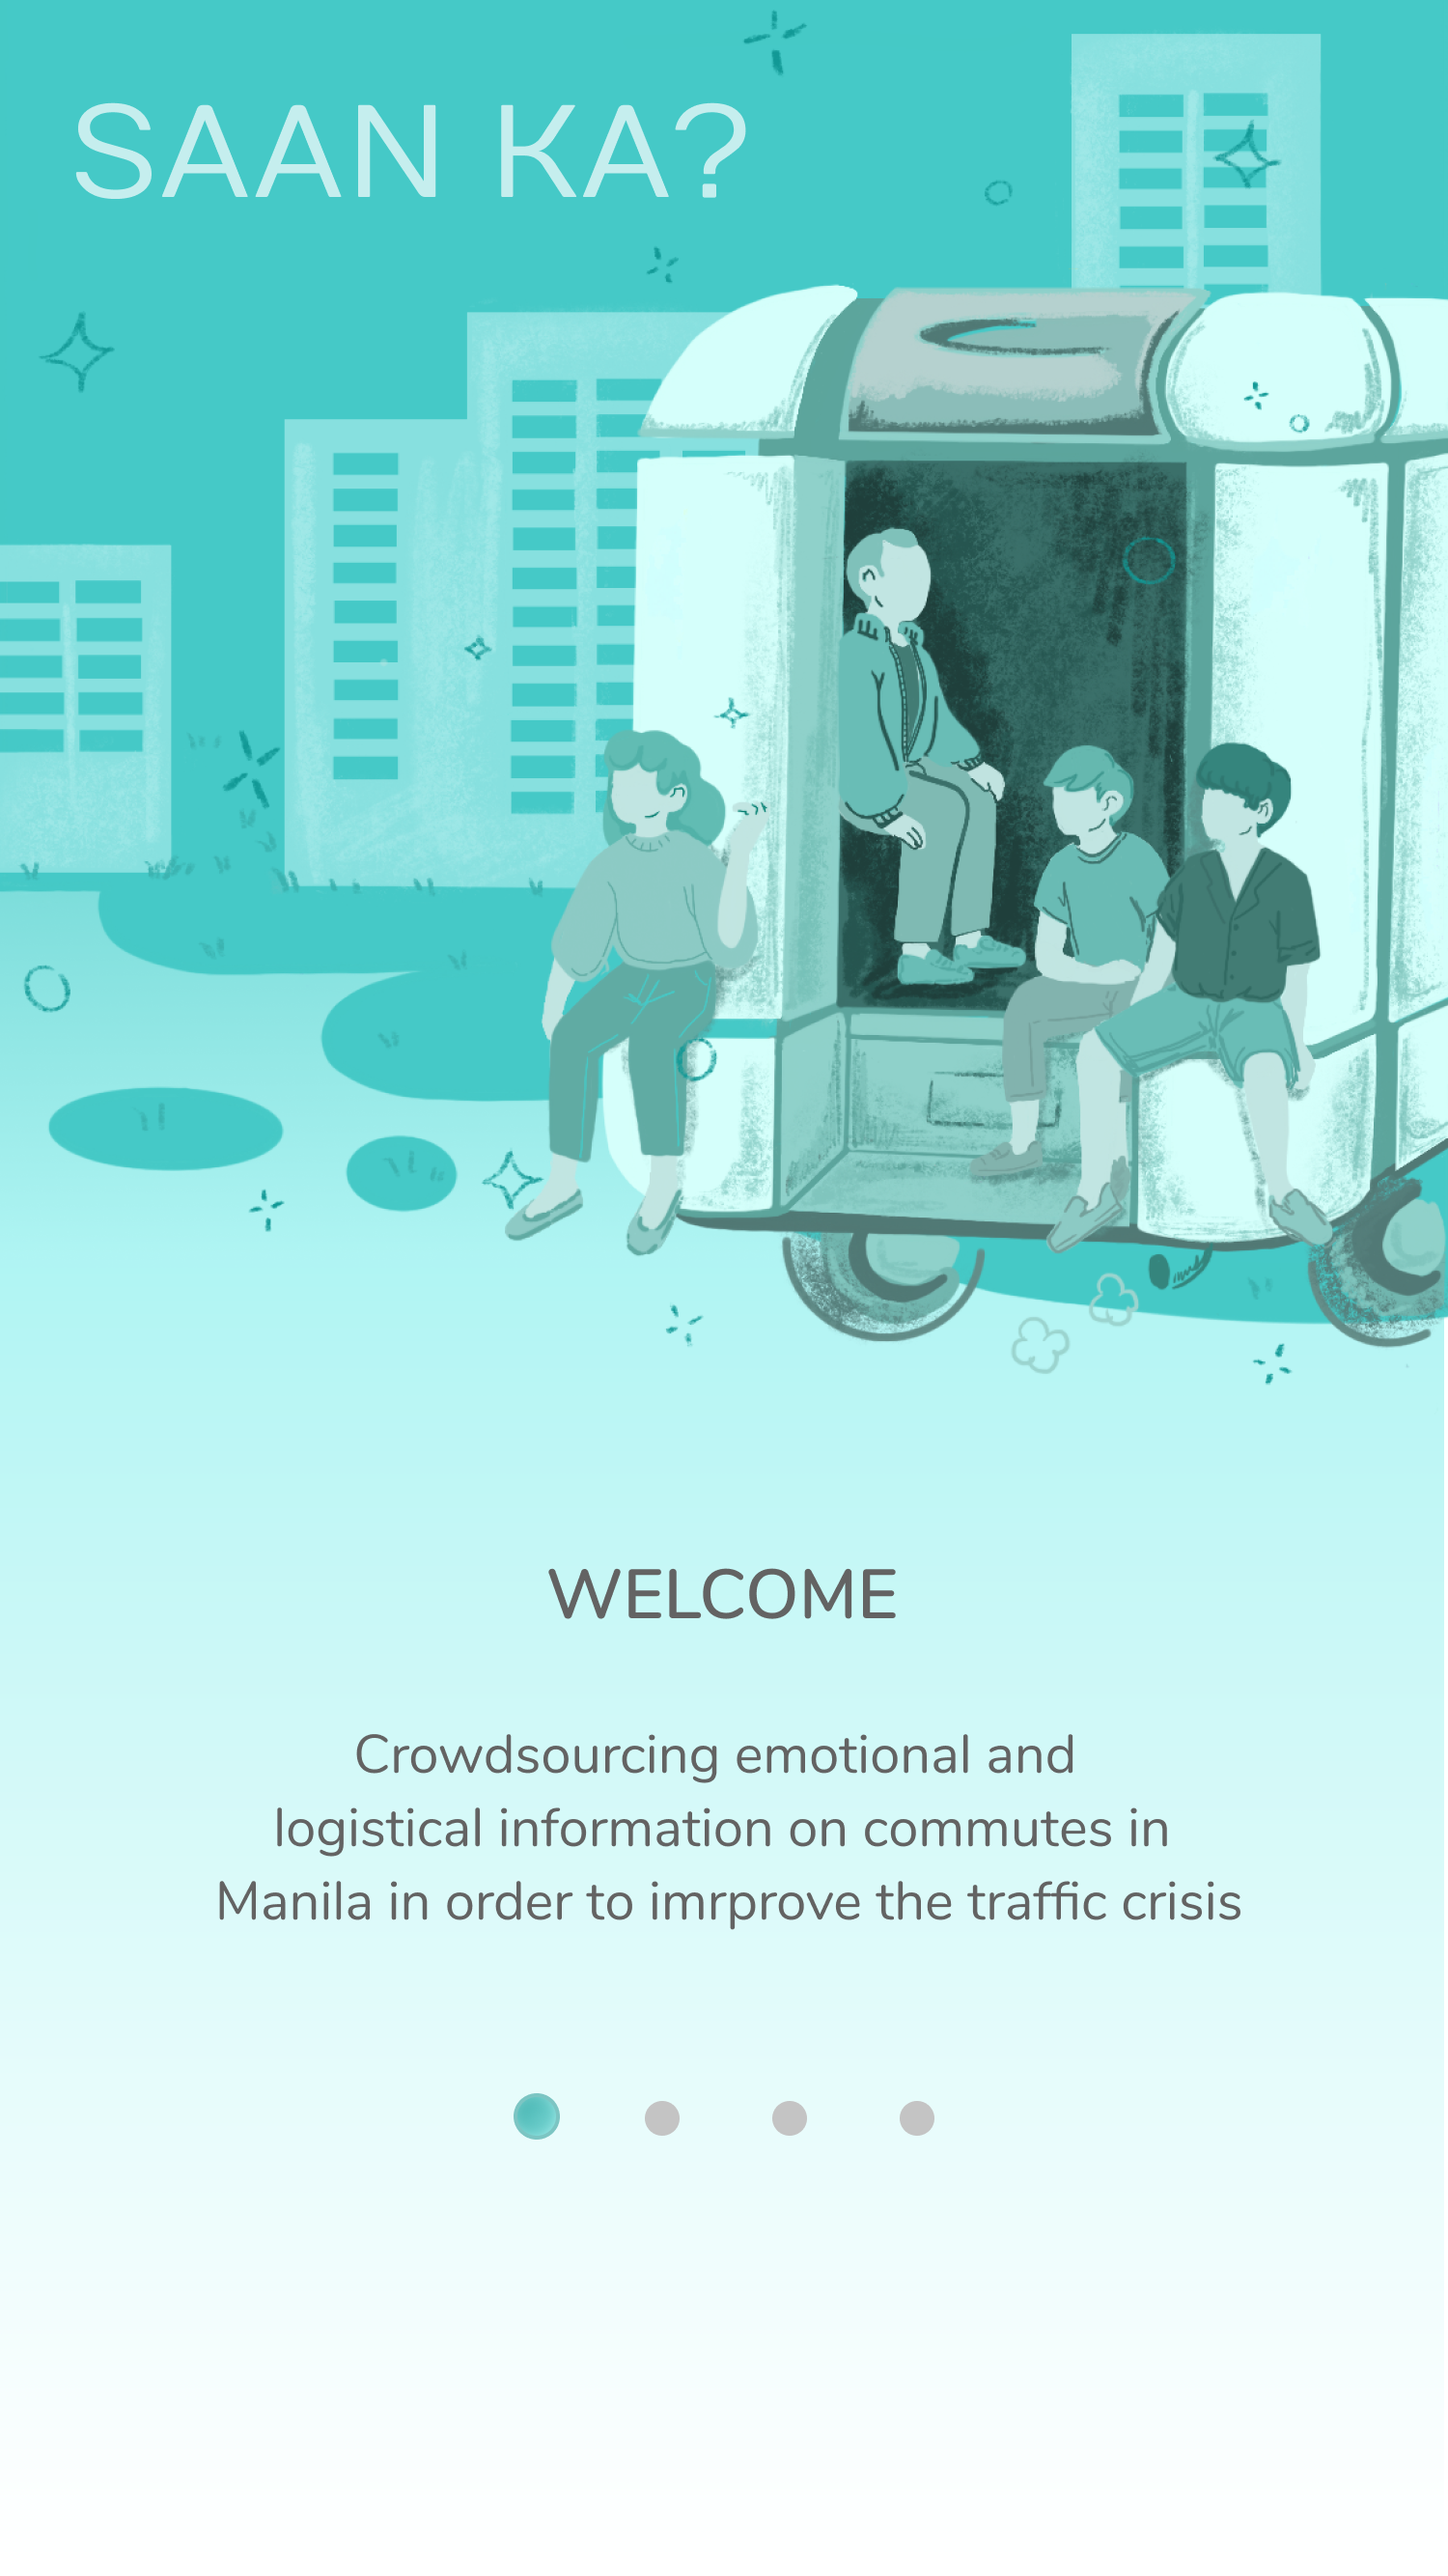 SAAN KA?
WELCOME
Crowdsourcing emotional and
logistical information on commutes in
Manila in order to imrprove the traffic crisis